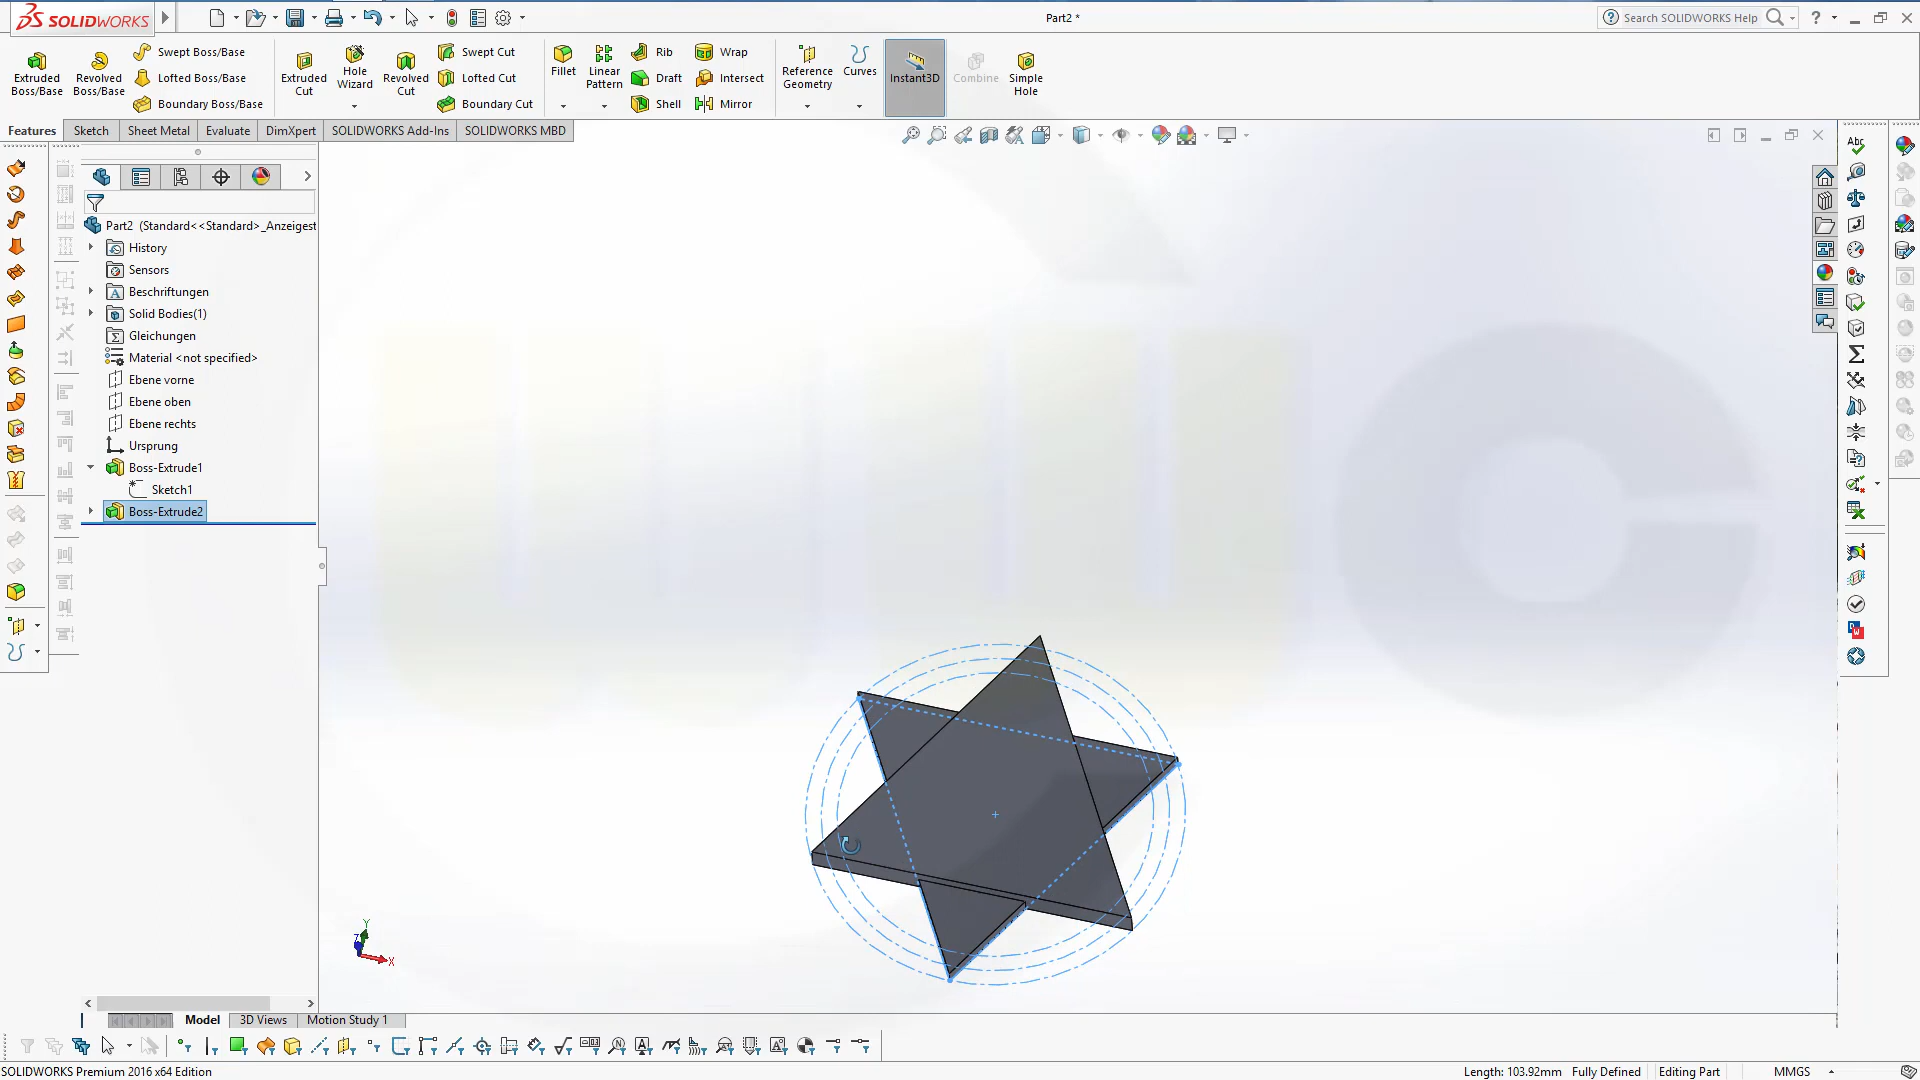 SOLIDWORKS
Part2 *
Search SOLIDWORKS Help
Extruded Boss/Base
Revolved Boss/Base
Swept Boss/Base
Lofted Boss/Base
Boundary Boss/Base
Extruded Cut
Hole Wizard
Revolved Cut
Swept Cut
Lofted Cut
Boundary Cut
Fillet
Linear Pattern
Rib
Draft
Shell
Wrap
Intersect
Mirror
Reference Geometry
Curves
Instant3D
Combine
Simple Hole
Features
Sketch
Sheet Metal
Evaluate
DimXpert
SOLIDWORKS Add-Ins
SOLIDWORKS MBD
Part2 (Standard<<Standard>_Anzeigest
History
Sensors
Beschriftungen
Solid Bodies(1)
Gleichungen
Material <not specified>
Ebene vorne
Ebene oben
Ebene rechts
Ursprung
Boss-Extrude1
Sketch1
Boss-Extrude2
Abc
Y
Z
X
Model
3D Views
Motion Study 1
SOLIDWORKS Premium 2016 x64 Edition
Length: 103.92mm
Fully Defined
Editing Part
MMGS